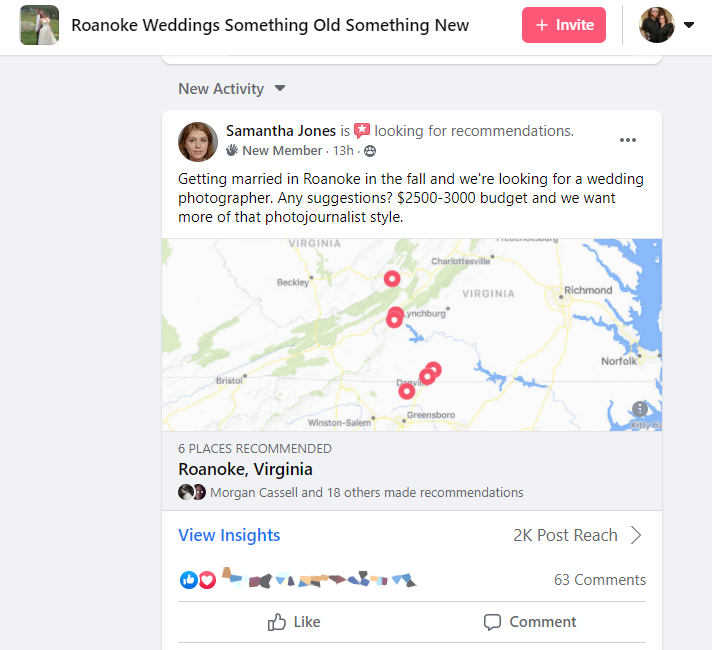 Roanoke Weddings Something Old Something New
+ Invite
New Activity
Samantha Jones is looking for recommendations.
New Member · 13h ·
Getting married in Roanoke in the fall and we're looking for a wedding
photographer. Any suggestions? $2500-3000 budget and we want
more of that photojournalist style.
VIRGINIA
Fredericksburg
Charlottesville
Beckley
VIRGINIA
Richmond
ynchburg
Norfolk
Bristol
Danvil
Greensboro
Winston-Salem
Kitty Ha
6 PLACES RECOMMENDED
Roanoke, Virginia
Morgan Cassell and 18 others made recommendations
View Insights
2K Post Reach
63 Comments
Like
Comment